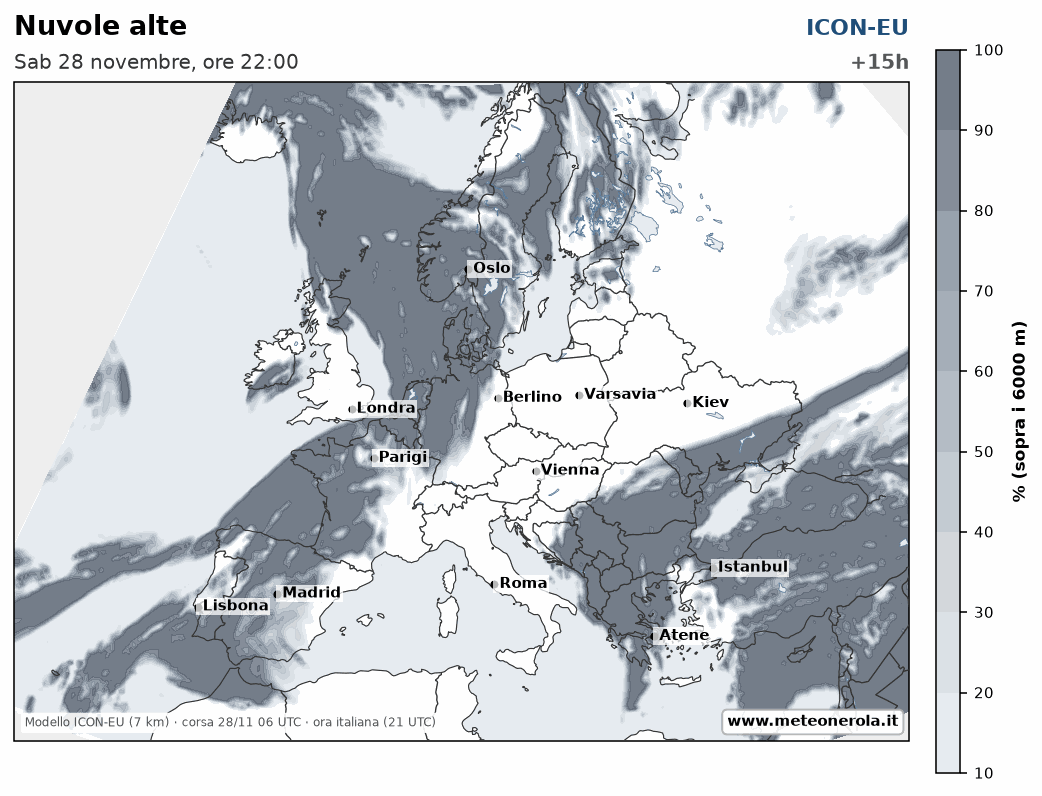 Nuvole alte
ICON-EU
Sab 28 novembre, ore 22:00
+15h
100
90
80
70
60
50
40
30
20
10
% (sopra i 6000 m)
Oslo
Berlino
Varsavia
Kiev
Londra
Parigi
Vienna
Istanbul
Roma
Madrid
Lisbona
Atene
Modello ICON-EU (7 km) · corsa 28/11 06 UTC · ora italiana (21 UTC)
www.meteonerola.it